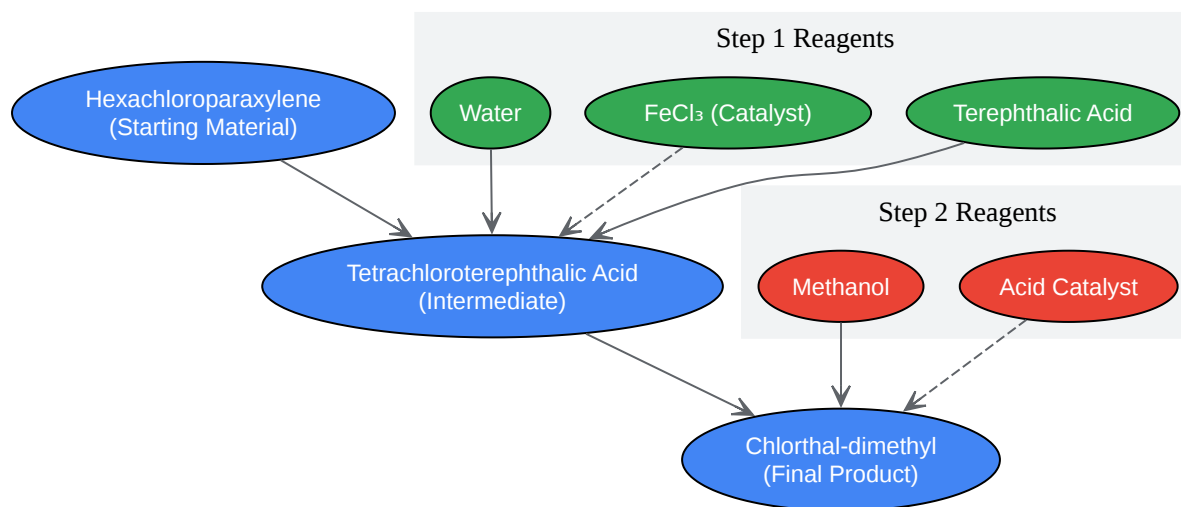 Step 1 Reagents
Hexachloroparaxylene
(Starting Material)
Water
FeCl₃ (Catalyst)
Terephthalic Acid
Step 2 Reagents
Tetrachloroterephthalic Acid
(Intermediate)
Methanol
Acid Catalyst
Chlorthal-dimethyl
(Final Product)